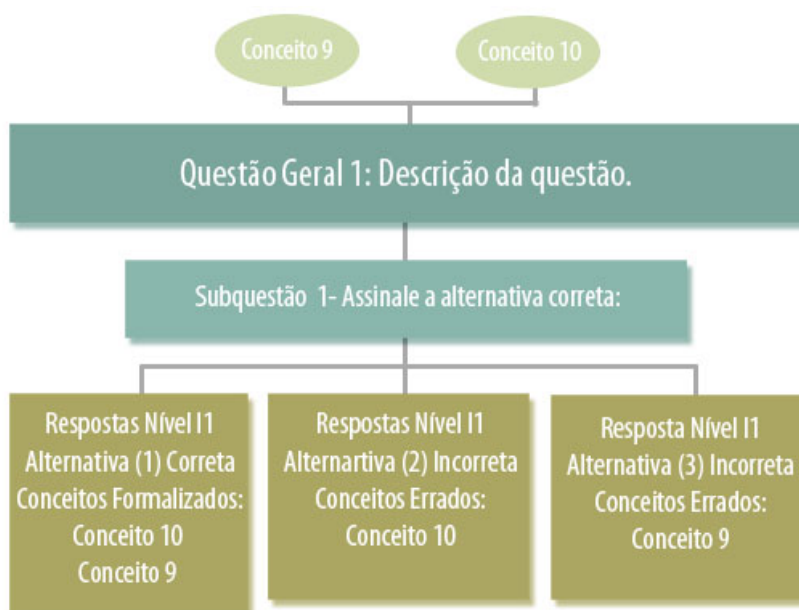 Conceito 9
Conceito 10
Questão Geral 1: Descrição da questão.
Subquestão 1- Assinale a alternativa correta:
Respostas Nível I1
Alternativa (1) Correta
Conceitos Formalizados:
Conceito 10
Conceito 9
Respostas Nível I1
Alternartiva (2) Incorreta
Conceitos Errados:
Conceito 10
Resposta Nível I1
Alternativa (3) Incorreta
Conceitos Errados:
Conceito 9